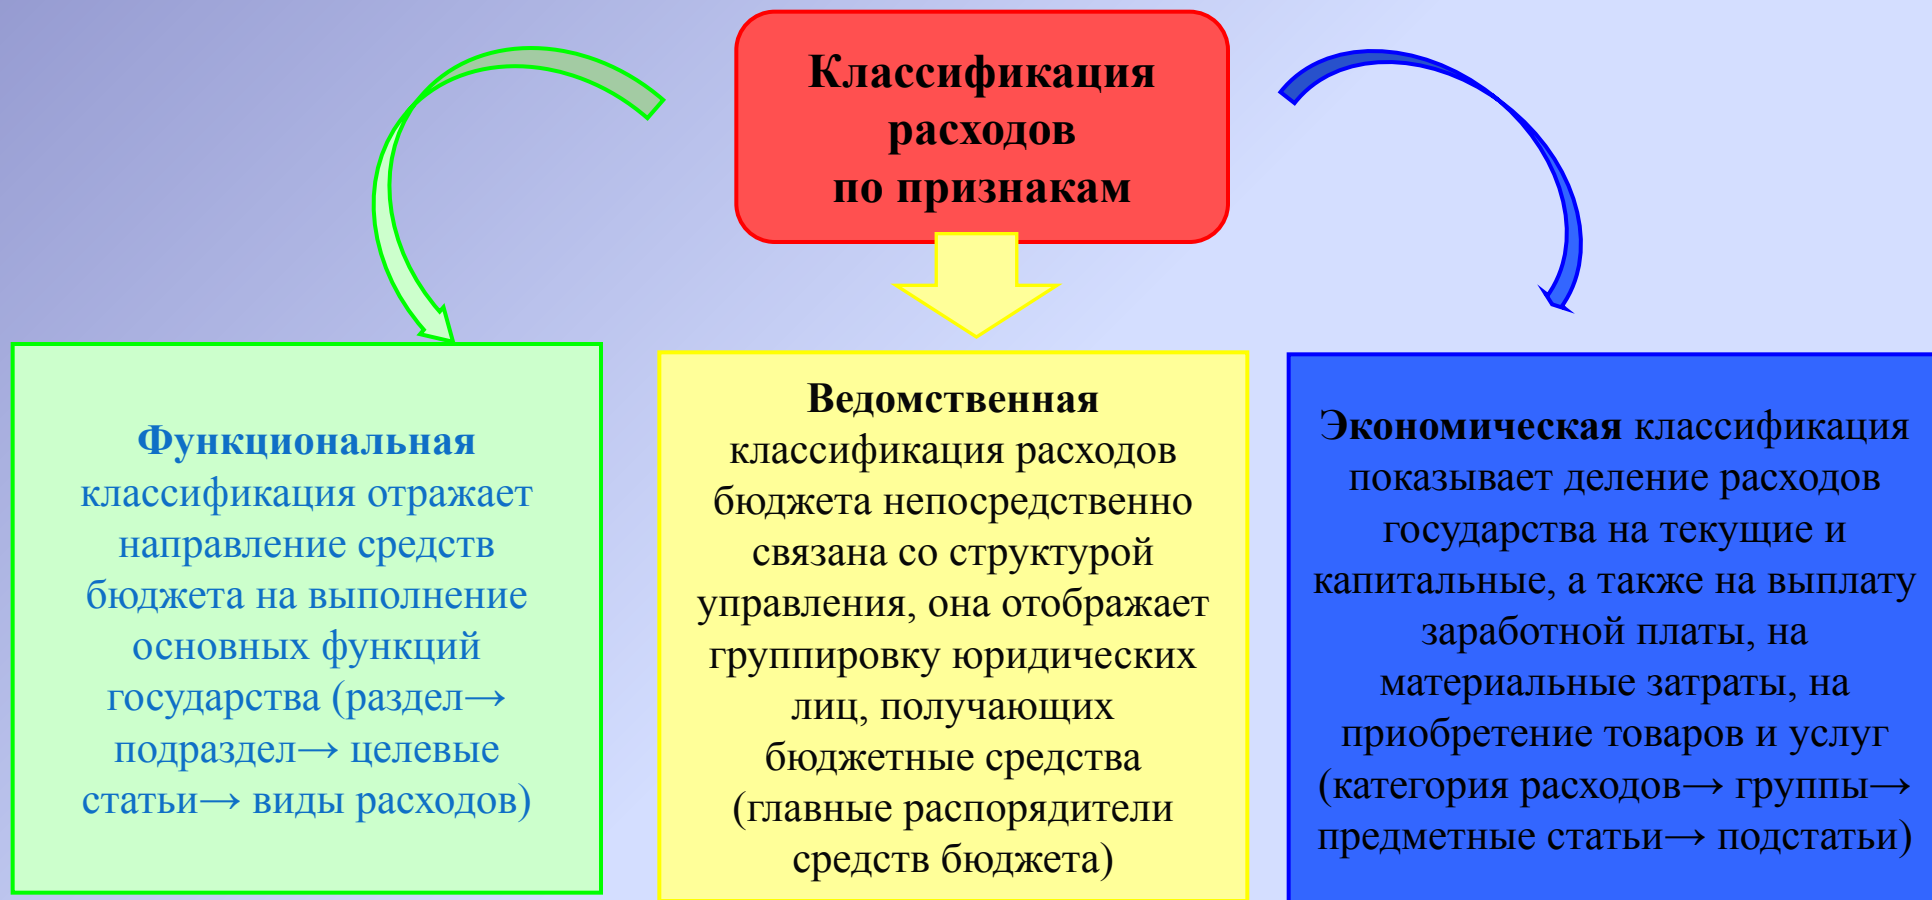 Классификация
расходов
по признакам
Функциональная
классификация отражает
направление средств
бюджета на выполнение
основных функций
государства (раздел→
подраздел→ целевые
статьи→ виды расходов)
Ведомственная
классификация расходов
бюджета непосредственно
связана со структурой
управления, она отображает
группировку юридических
лиц, получающих
бюджетные средства
(главные распорядители
средств бюджета)
Экономическая классификация
показывает деление расходов
государства на текущие и
капитальные, а также на выплату
заработной платы, на
материальные затраты, на
приобретение товаров и услуг
(категория расходов→ группы→
предметные статьи→ подстатьи)